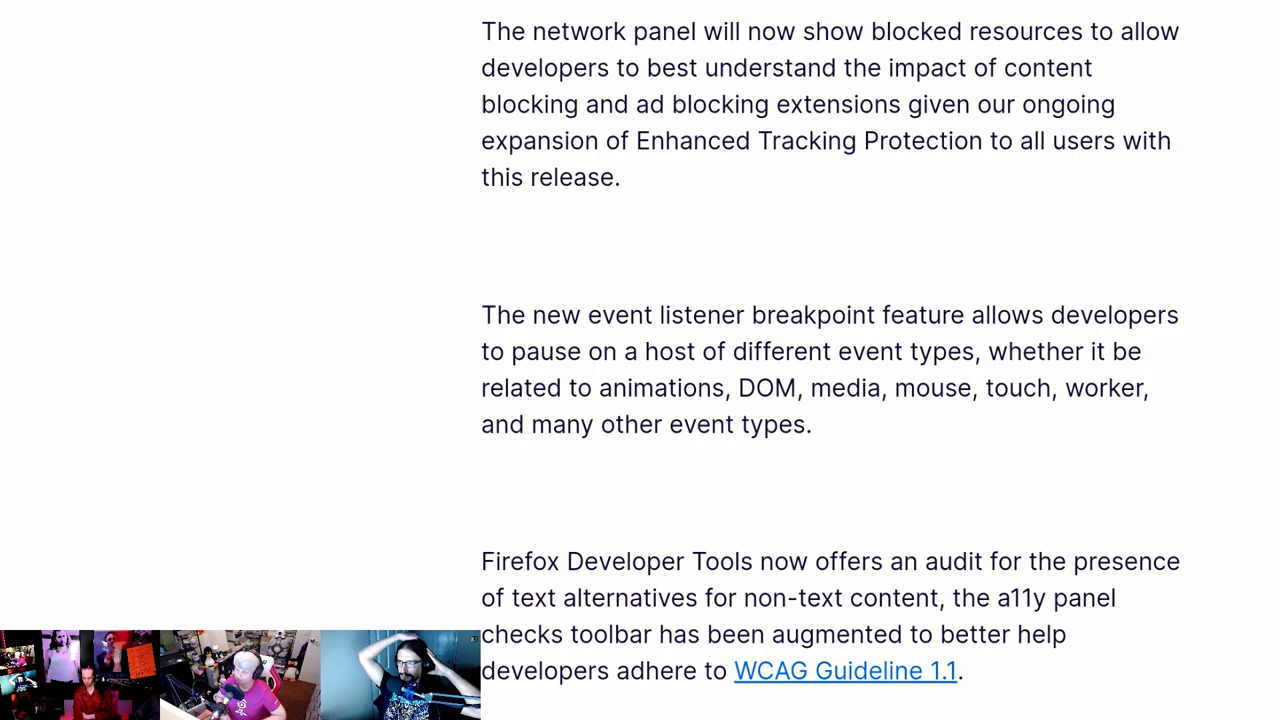 The network panel will now show blocked resources to allow
developers to best understand the impact of content
blocking and ad blocking extensions given our ongoing
expansion of Enhanced Tracking Protection to all users with
this release.
The new event listener breakpoint feature allows developers
to pause on a host of different event types, whether it be
related to animations, DOM, media, mouse, touch, worker,
and many other event types.
Firefox Developer Tools now offers an audit for the presence
of text alternatives for non-text content, the a11y panel
checks toolbar has been augmented to better help
developers adhere to WCAG Guideline 1.1.